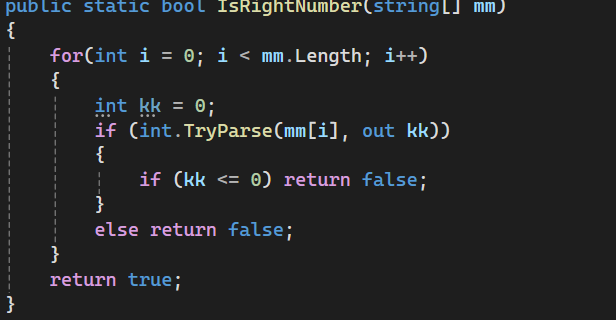 public static bool IsRightNumber(string[] mm)
{
    for(int i = 0; i < mm.Length; i++)
    {
        int kk = 0;
        if (int.TryParse(mm[i], out kk))
        {
            if (kk <= 0) return false;
        }
        else return false;
    }
    return true;
}